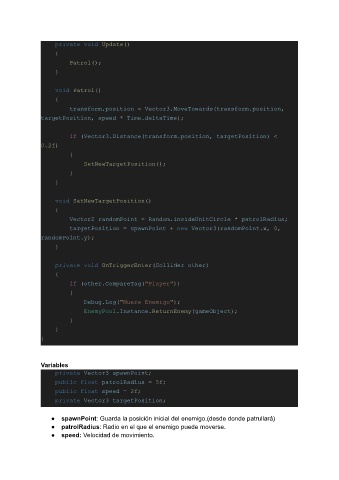 private void Update()
{
Patrol();
}
void Patrol()
{
transform.position = Vector3.MoveTowards(transform.position,
targetPosition, speed * Time.deltaTime);
if (Vector3.Distance(transform.position, targetPosition) <
0.2f)
{
SetNewTargetPosition();
}
}
void SetNewTargetPosition()
{
Vector2 randomPoint = Random.insideUnitCircle * patrolRadius;
targetPosition = spawnPoint + new Vector3(randomPoint.x, 0,
randomPoint.y);
}
private void OnTriggerEnter(Collider other)
{
if (other.CompareTag("Player"))
{
Debug.Log("Muere Enemigo");
EnemyPool.Instance.ReturnEnemy(gameObject);
}
}
}
Variables
private Vector3 spawnPoint;
public float patrolRadius = 5f;
public float speed = 2f;
private Vector3 targetPosition;
● spawnPoint: Guarda la posición inicial del enemigo.(desde donde patrullará)
● patrolRadius: Radio en el que el enemigo puede moverse.
● speed: Velocidad de movimiento.